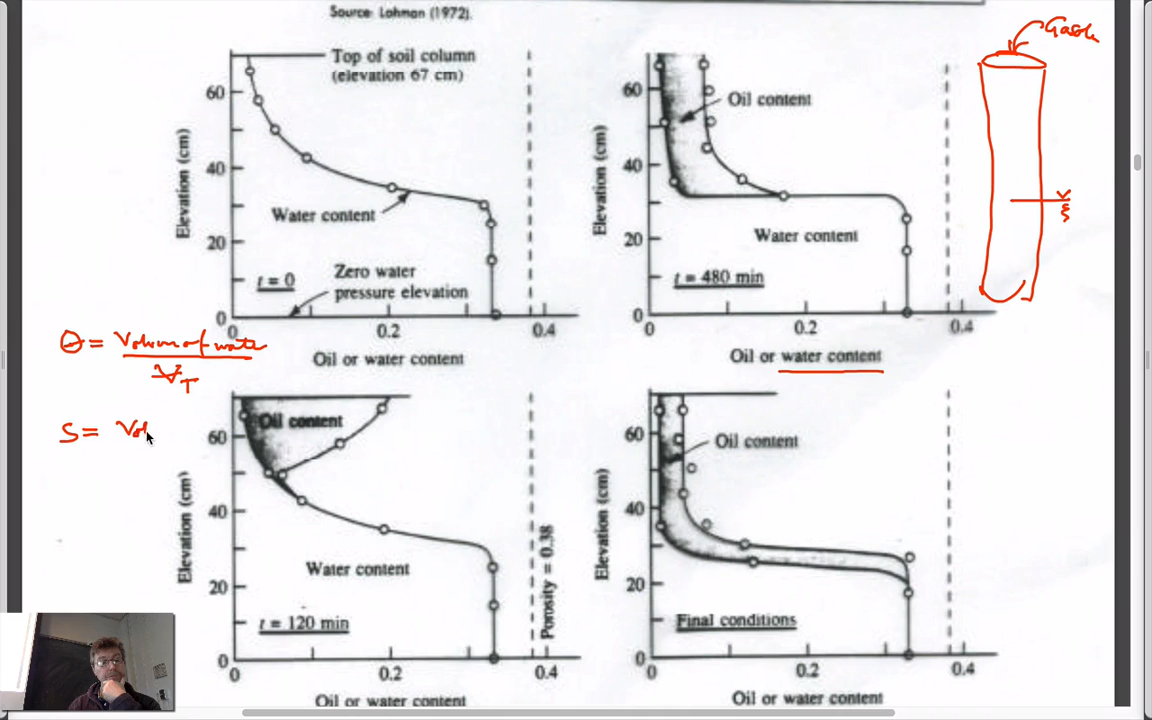 Source: Lohman (1972).
Top of soil column
(elevation 67 cm)
60
40
20
0
Elevation (cm)
Water content
t = 0
Zero water
pressure elevation
0
0.2
0.4
Oil or water content
60
40
20
Elevation (cm)
Oil content
Water content
t = 480 min
0
0.2
0.4
Oil or water content
Gasoline
θ = Volume of water
V T
S = Vol
Oil content
60
40
20
0
Elevation (cm)
Water content
t = 120 min
Porosity = 0.38
0.2
0.4
Oil or water content
60
40
20
0
Elevation (cm)
Oil content
Final conditions
0
0.2
0.4
Oil or water content